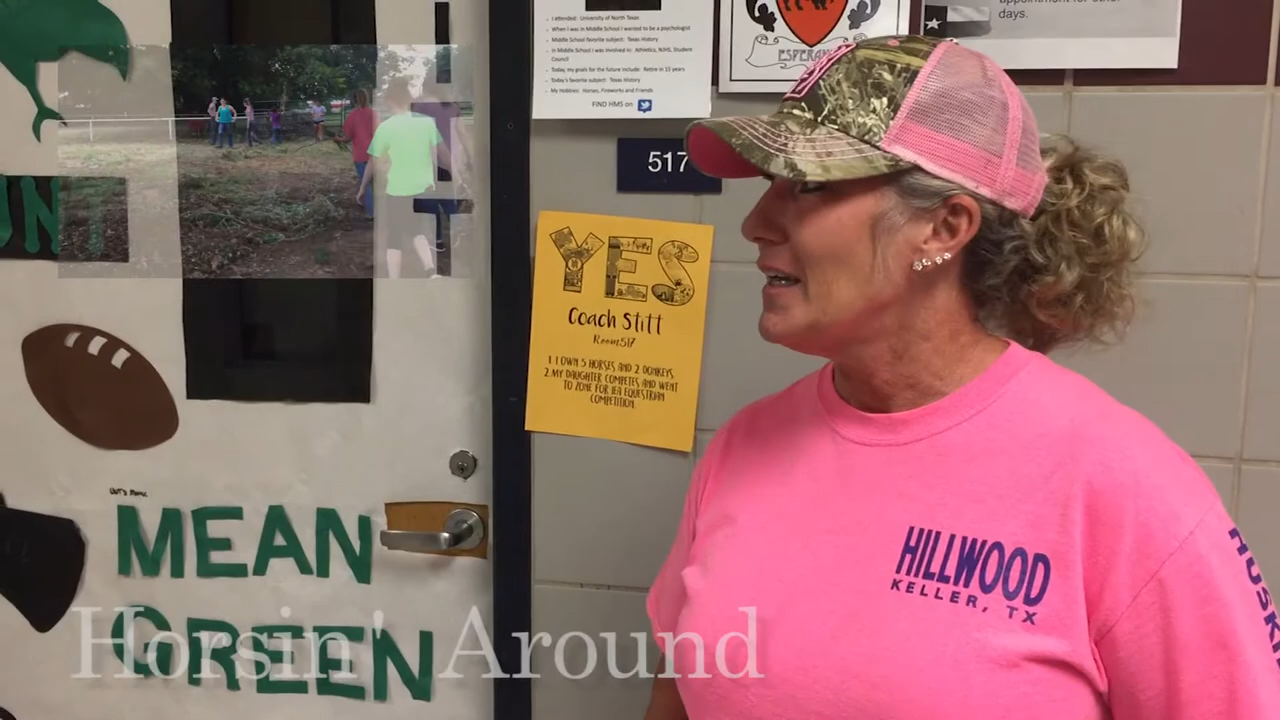 I attended: University of North Texas
When I was in Middle School I wanted to be a psychologist
Middle School favorite subject: Texas History
In Middle School I was involved in: Athletics, NJHS, Student
Council
Today, my goals for the future include: Retire in 15 years
Today's favorite subject: Texas History
My Hobbies: Horses, Fireworks and Friends
FIND HMS on
ESPERANZA
appointment for other
days.
517
YES
Coach Stitt
Room 517
1. I OWN 5 HORSES AND 2 DONKEYS.
2. MY DAUGHTER COMPETES AND WENT
TO ZONE FOR IEA EQUESTRIAN
COMPETITION.
MEAN
GREEN
HILLWOOD
KELLER, TX
Horsin' Around